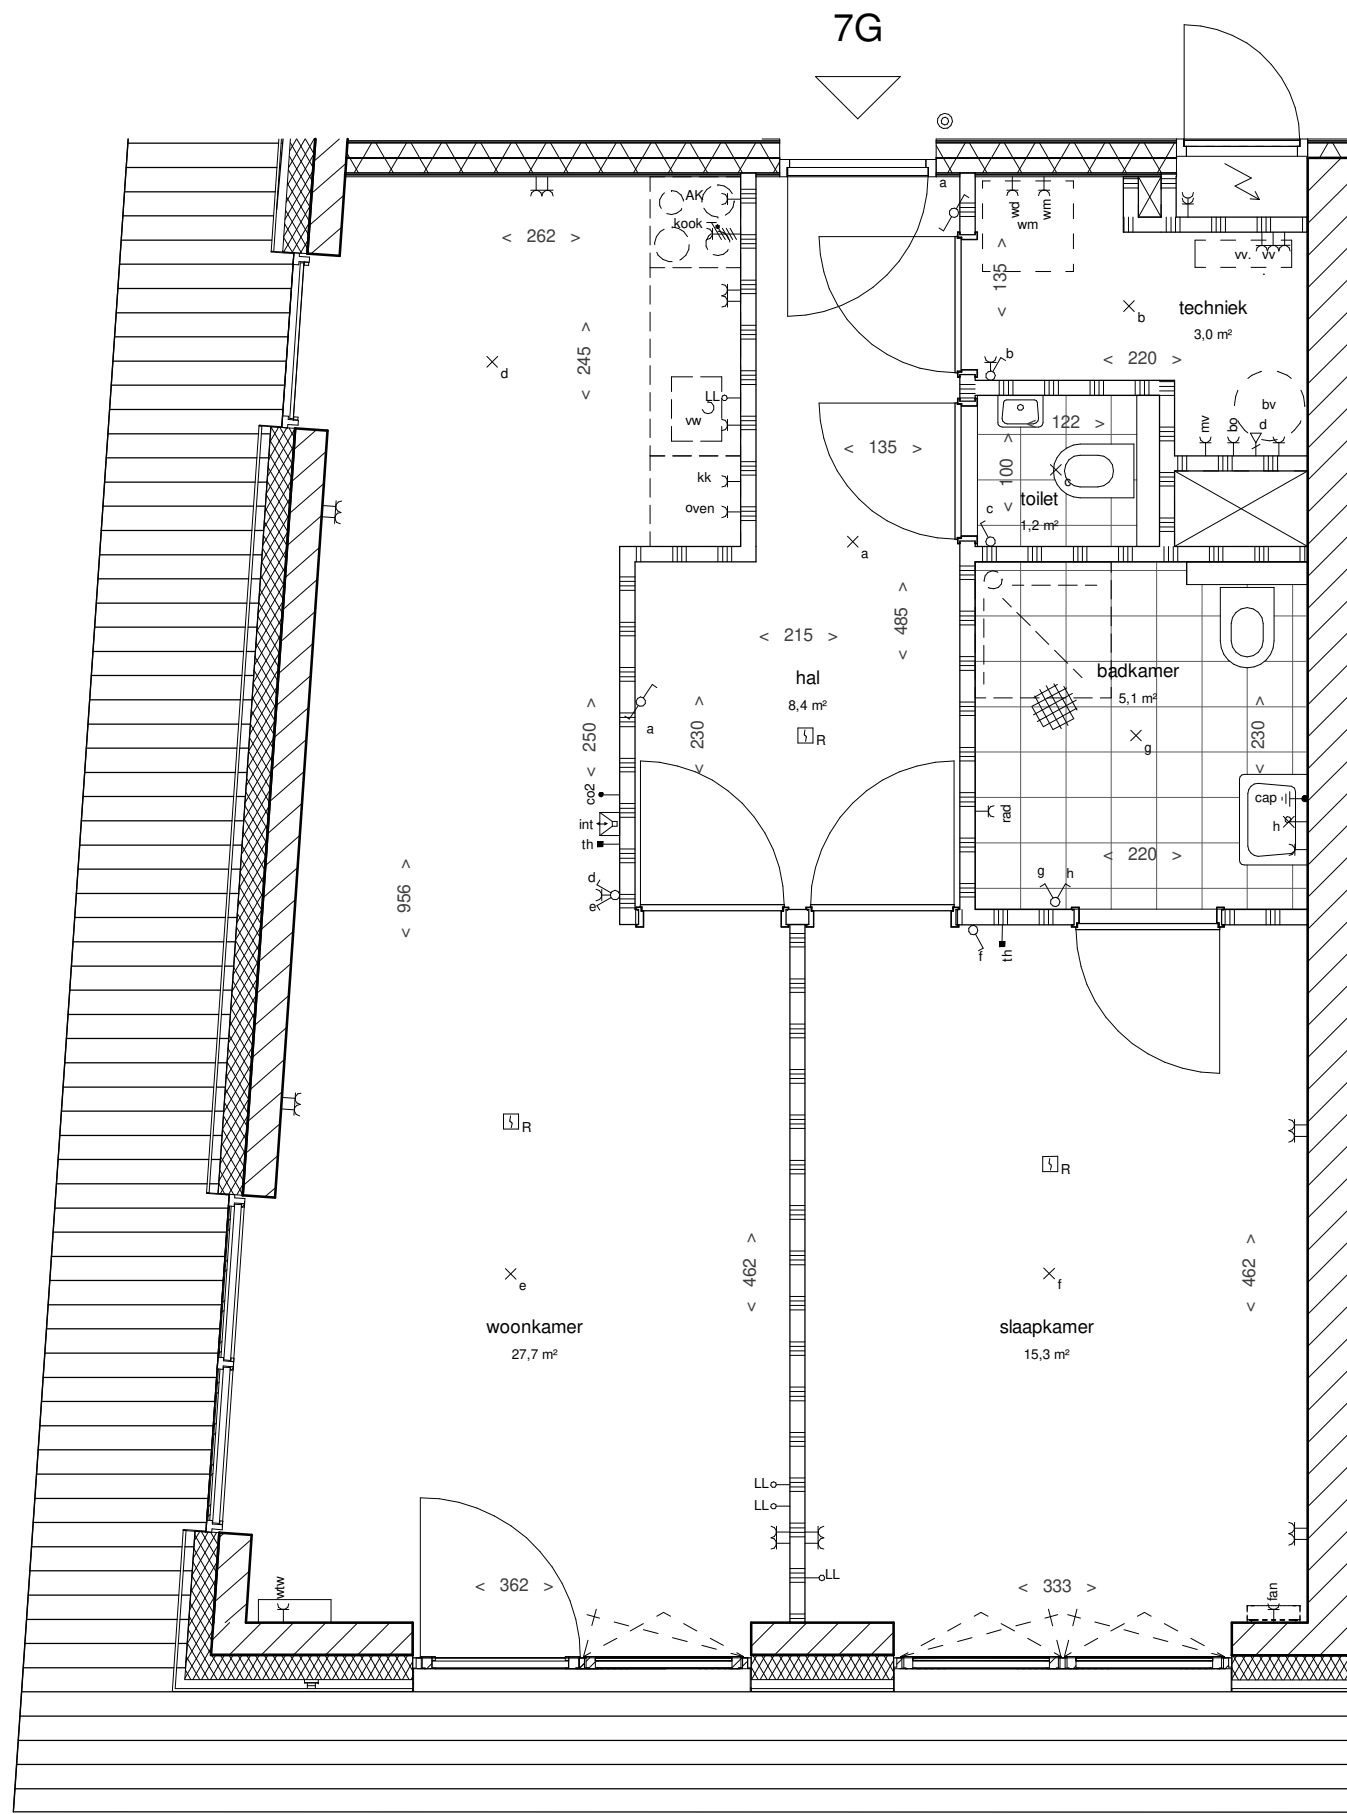 7G
a
AK
wd
wm
wm
kook
< 262 >
< 135 >
vv.
vv
techniek
3,0 m²
b
< 245 >
b
< 220 >
d
LL
vw
bv
< 135 >
< 122 >
mv
bo
d
kk
< 100 >
c
toilet
1,2 m²
c
oven
a
< 485 >
< 215 >
hal
8,4 m²
badkamer
5,1 m²
a
< 250 >
< 230 >
R
g
< 230 >
co2
cap
int
rad
h
th
< 220 >
d
e
g
h
< 956 >
f
th
R
R
< 462 >
< 462 >
e
f
woonkamer
27,7 m²
slaapkamer
15,3 m²
LL
LL
LL
wtw
< 362 >
< 333 >
fan